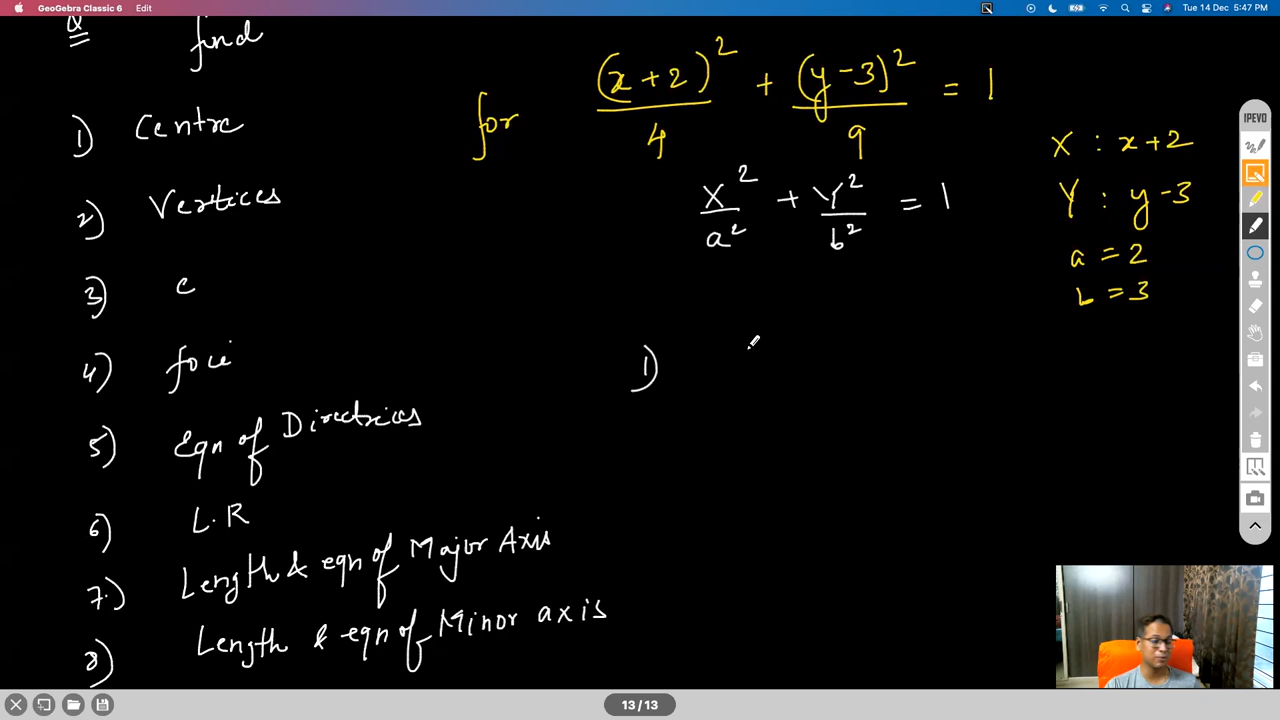 GeoGebra Classic 6 Edit Tue 14 Dec 5:47 PM
Q find
for (x+2)²/4 + (y-3)²/9 = 1
IPEVO
1) Centre
X : x+2
X²/a² + Y²/b² = 1
Y : y-3
2) Vertices
a = 2
b = 3
3) e
4) foci
1)
5) Eqn of Directrices
6) L.R
7.) Length & eqn of Major Axis
8) Length & eqn of Minor axis
13/13